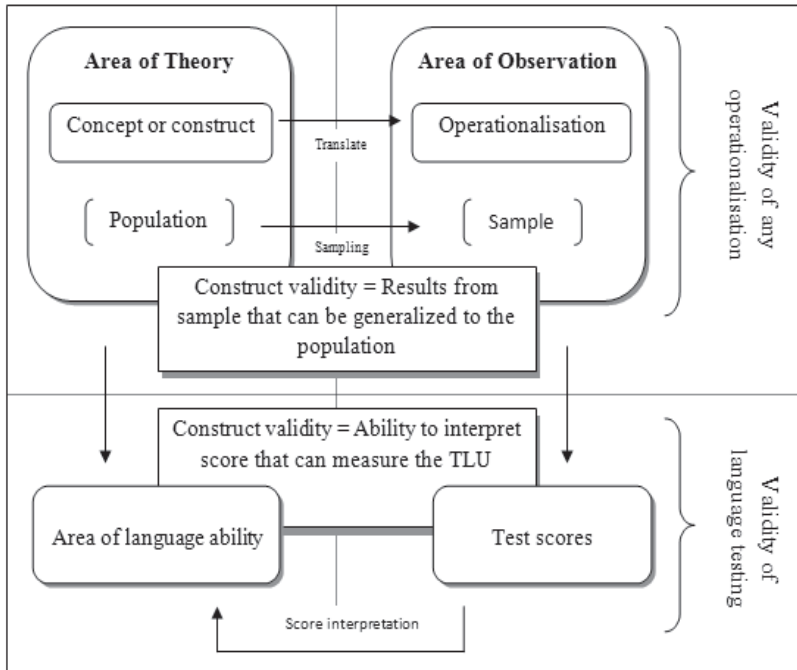 Area of Theory
Area of Observation
Concept or construct
Translate
Operationalisation
Population
Sampling
Sample
Construct validity = Results from
sample that can be generalized to the
population
Validity of any
operationalisation
Construct validity = Ability to interpret
score that can measure the TLU
Area of language ability
Test scores
Score interpretation
Validity of
language testing